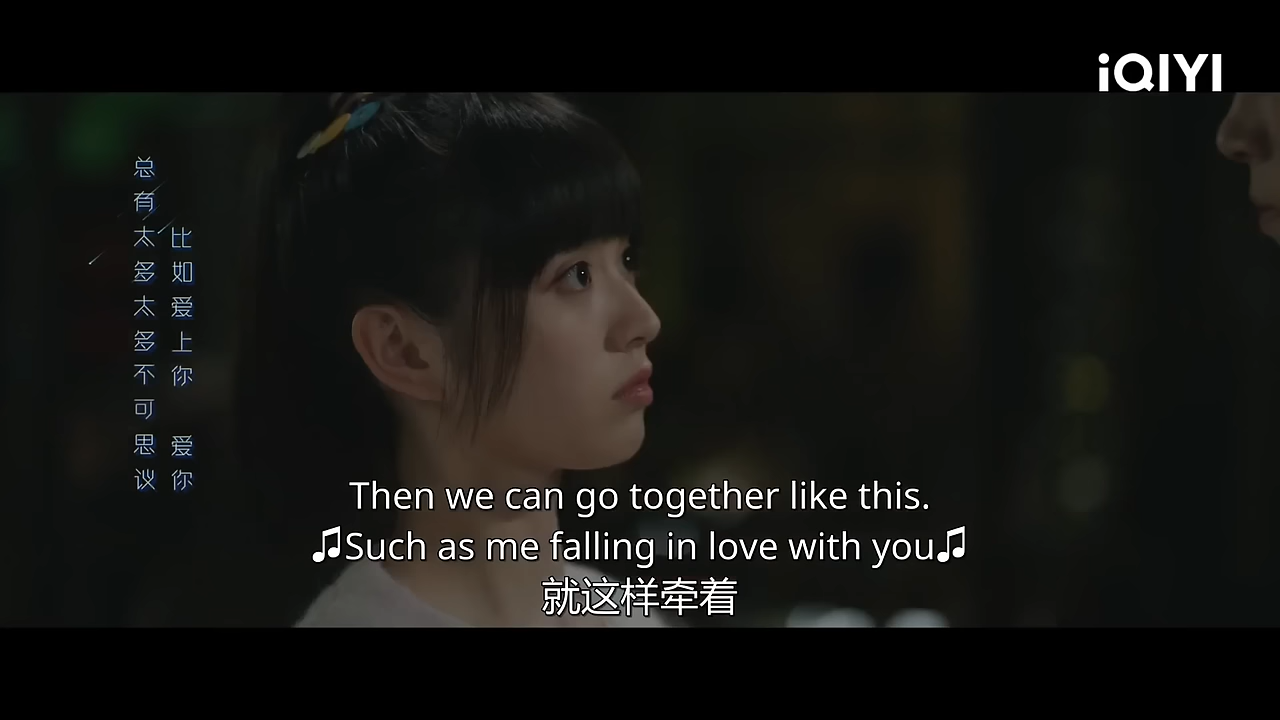 iQIYI
总有太多太多不可思议
比如爱上你 爱你
Then we can go together like this.
♫Such as me falling in love with you♫
就这样牵着